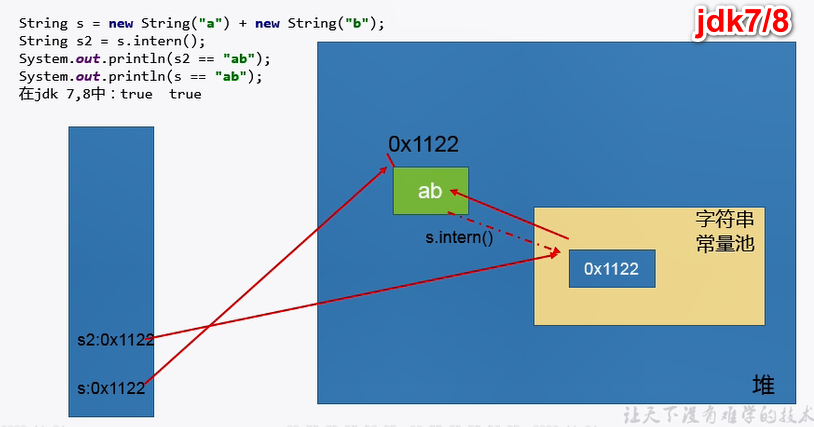 jdk7/8
String s = new String("a") + new String("b");
String s2 = s.intern();
System.out.println(s2 == "ab");
System.out.println(s == "ab");
在jdk 7,8中：true  true
0x1122
ab
字符串
常量池
s.intern()
0x1122
s2:0x1122
s:0x1122
堆
让天下没有难学的技术